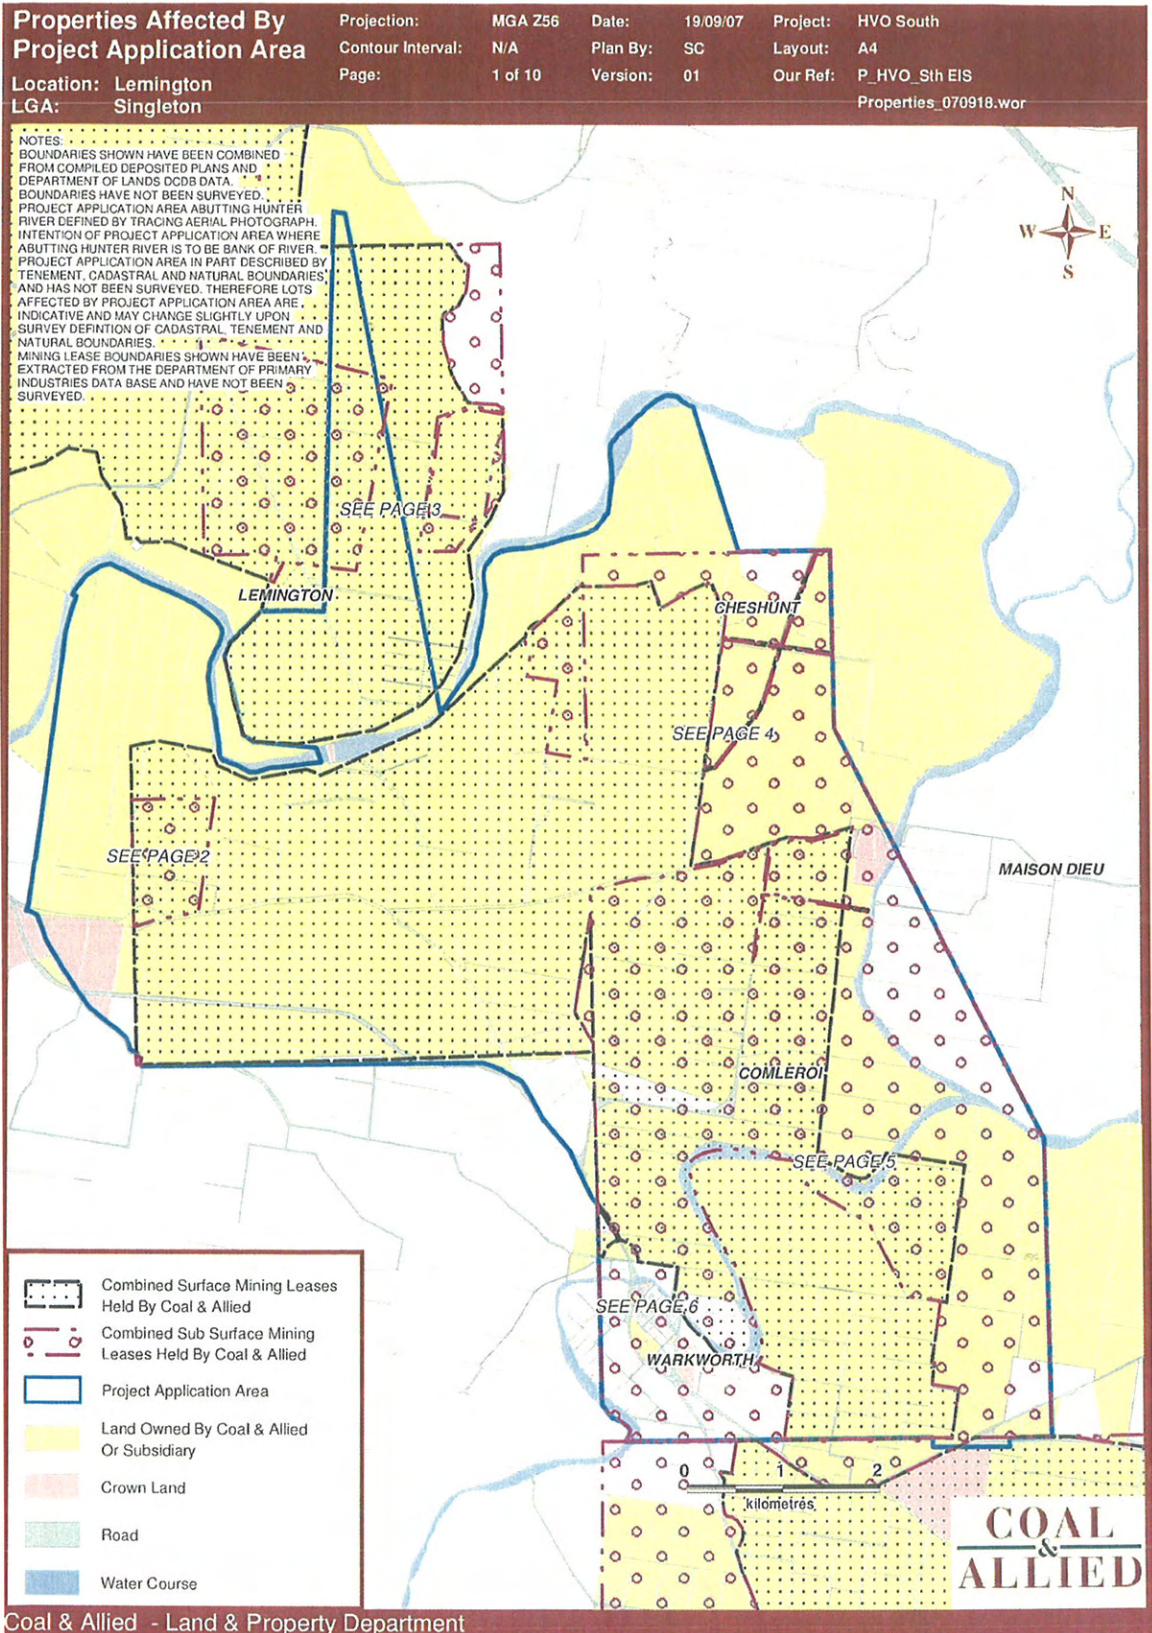 Properties Affected By
Project Application Area
Location: Lemington
LGA: Singleton
Projection: MGA Z56
Contour Interval: N/A
Page: 1 of 10
Date: 19/09/07
Plan By: SC
Version: 01
Project: HVO South
Layout: A4
Our Ref: P_HVO_Sth EIS
Properties_070918.wor
NOTES:
BOUNDARIES SHOWN HAVE BEEN COMBINED
FROM COMPILED DEPOSITED PLANS AND
DEPARTMENT OF LANDS DCDB DATA.
BOUNDARIES HAVE NOT BEEN SURVEYED.
PROJECT APPLICATION AREA ABUTTING HUNTER
RIVER DEFINED BY TRACING AERIAL PHOTOGRAPH.
INTENTION OF PROJECT APPLICATION AREA WHERE
ABUTTING HUNTER RIVER IS TO BE BANK OF RIVER.
PROJECT APPLICATION AREA IN PART DESCRIBED BY
TENEMENT, CADASTRAL AND NATURAL BOUNDARIES
AND HAS NOT BEEN SURVEYED. THEREFORE LOTS
AFFECTED BY PROJECT APPLICATION AREA ARE
INDICATIVE AND MAY CHANGE SLIGHTLY UPON
SURVEY DEFINTION OF CADASTRAL, TENEMENT AND
NATURAL BOUNDARIES.
MINING LEASE BOUNDARIES SHOWN HAVE BEEN
EXTRACTED FROM THE DEPARTMENT OF PRIMARY
INDUSTRIES DATA BASE AND HAVE NOT BEEN
SURVEYED.
N
W E
S
SEE PAGE 3
LEMINGTON
CHESHUNT
SEE PAGE 4
SEE PAGE 2
MAISON DIEU
COMLEROI
SEE PAGE 5
SEE PAGE 6
WARKWORTH
0 1 2
kilometres
Combined Surface Mining Leases
Held By Coal & Allied
Combined Sub Surface Mining
Leases Held By Coal & Allied
Project Application Area
Land Owned By Coal & Allied
Or Subsidiary
Crown Land
Road
Water Course
COAL
&
ALLIED
Coal & Allied - Land & Property Department